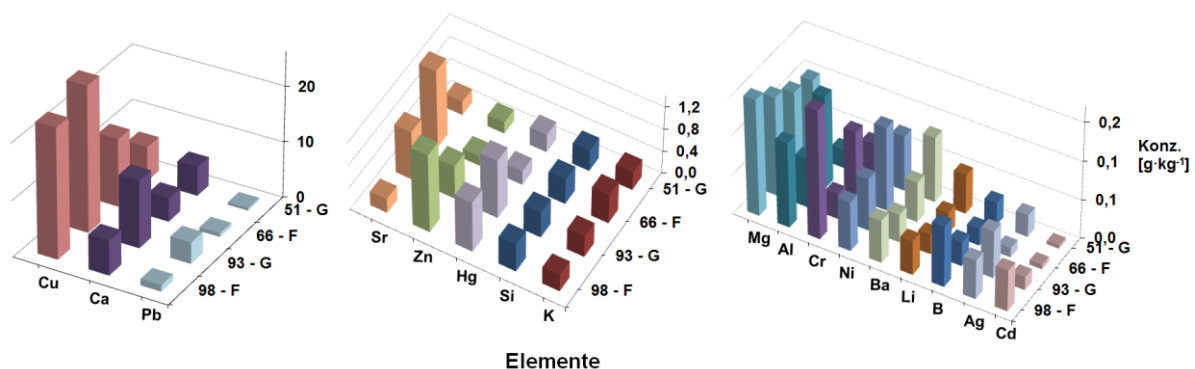 20
10
0
51 - G
66 - F
93 - G
98 - F
Cu
Ca
Pb
1,2
0,8
0,4
0,0
51 - G
66 - F
93 - G
98 - F
Sr
Zn
Hg
Si
K
0,2
0,1
0,1
0,0
Konz.
[g·kg⁻¹]
51 - G
66 - F
93 - G
98 - F
Mg
Al
Cr
Ni
Ba
Li
B
Ag
Cd
Elemente